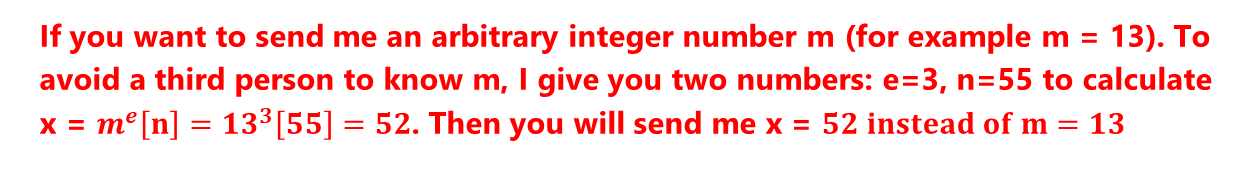 If you want to send me an arbitrary integer number m (for example m = 13). To
avoid a third person to know m, I give you two numbers: e=3, n=55 to calculate
x = mᵉ[n] = 13³[55] = 52. Then you will send me x = 52 instead of m = 13